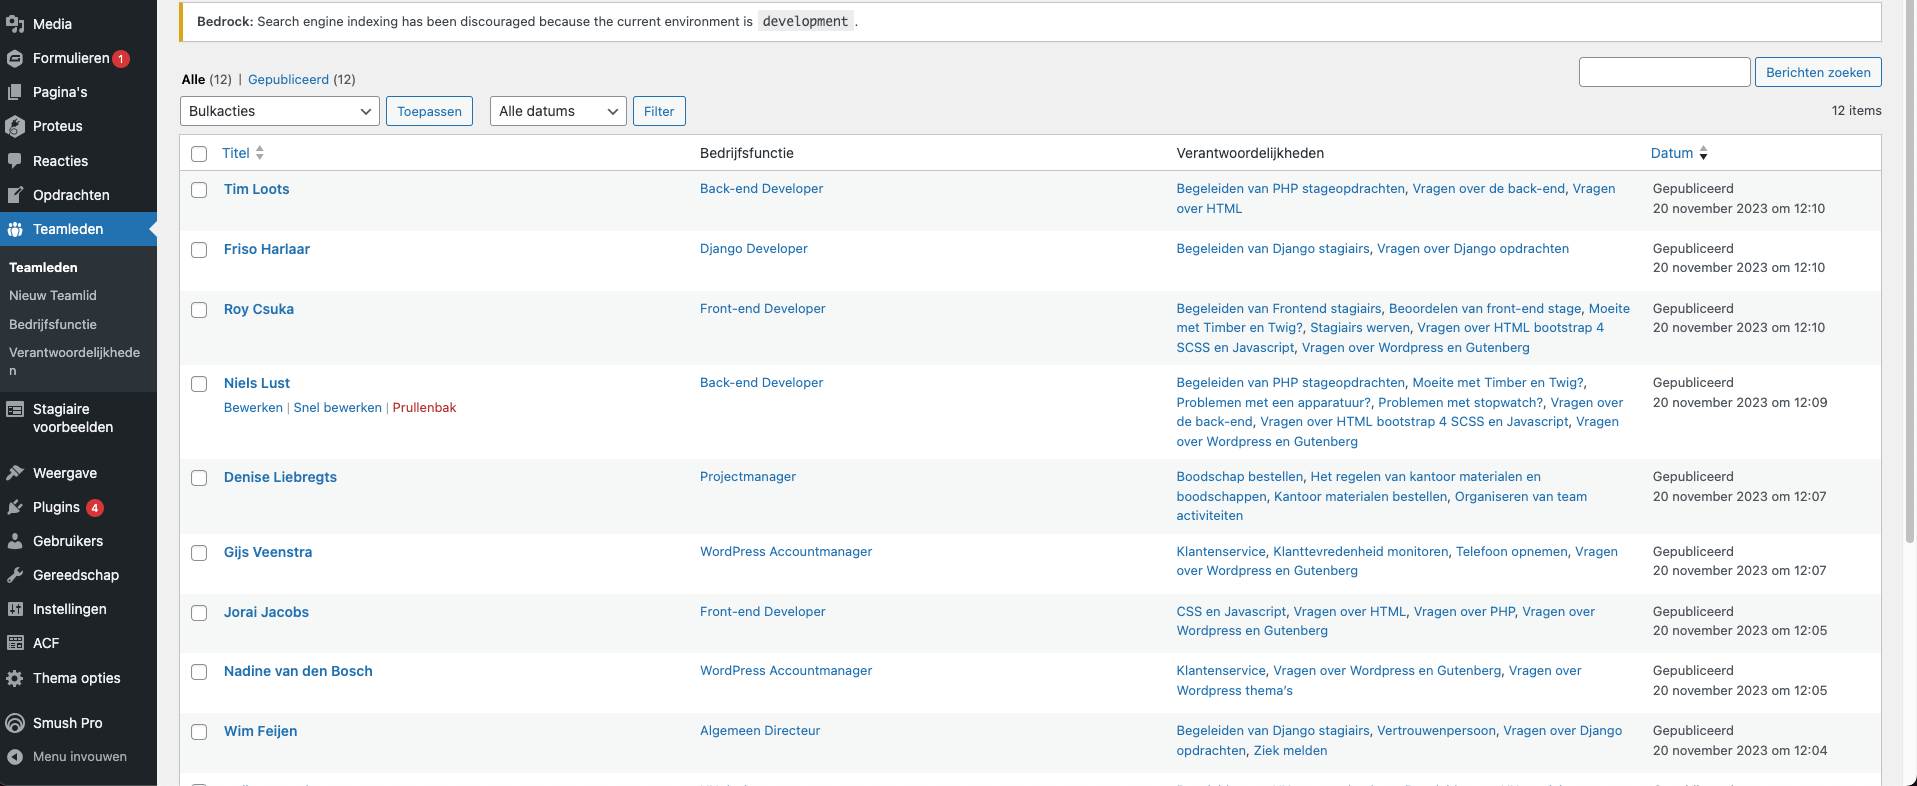 Media
Formulieren 1
Pagina's
Proteus
Reacties
Opdrachten
Teamleden
Teamleden
Nieuw Teamlid
Bedrijfsfunctie
Verantwoordelijkhede
n
Stagiaire
voorbeelden
Weergave
Plugins 4
Gebruikers
Gereedschap
Instellingen
ACF
Thema opties
Smush Pro
Menu invouwen
Bedrock: Search engine indexing has been discouraged because the current environment is development .
Alle (12) | Gepubliceerd (12)
Berichten zoeken
Bulkacties Toepassen Alle datums Filter
12 items
Titel Bedrijfsfunctie Verantwoordelijkheden Datum
Tim Loots Back-end Developer Begeleiden van PHP stageopdrachten, Vragen over de back-end, Vragen Gepubliceerd
over HTML 20 november 2023 om 12:10
Friso Harlaar Django Developer Begeleiden van Django stagiairs, Vragen over Django opdrachten Gepubliceerd
20 november 2023 om 12:10
Roy Csuka Front-end Developer Begeleiden van Frontend stagiairs, Beoordelen van front-end stage, Moeite Gepubliceerd
met Timber en Twig?, Stagiairs werven, Vragen over HTML bootstrap 4 20 november 2023 om 12:10
SCSS en Javascript, Vragen over Wordpress en Gutenberg
Niels Lust Back-end Developer Begeleiden van PHP stageopdrachten, Moeite met Timber en Twig?, Gepubliceerd
Bewerken | Snel bewerken | Prullenbak Problemen met een apparatuur?, Problemen met stopwatch?, Vragen over 20 november 2023 om 12:09
de back-end, Vragen over HTML bootstrap 4 SCSS en Javascript, Vragen
over Wordpress en Gutenberg
Denise Liebregts Projectmanager Boodschap bestellen, Het regelen van kantoor materialen en Gepubliceerd
boodschappen, Kantoor materialen bestellen, Organiseren van team 20 november 2023 om 12:07
activiteiten
Gijs Veenstra WordPress Accountmanager Klantenservice, Klanttevredenheid monitoren, Telefoon opnemen, Vragen Gepubliceerd
over Wordpress en Gutenberg 20 november 2023 om 12:07
Jorai Jacobs Front-end Developer CSS en Javascript, Vragen over HTML, Vragen over PHP, Vragen over Gepubliceerd
Wordpress en Gutenberg 20 november 2023 om 12:05
Nadine van den Bosch WordPress Accountmanager Klantenservice, Vragen over Wordpress en Gutenberg, Vragen over Gepubliceerd
Wordpress thema's 20 november 2023 om 12:05
Wim Feijen Algemeen Directeur Begeleiden van Django stagiairs, Vertrouwenpersoon, Vragen over Django Gepubliceerd
opdrachten, Ziek melden 20 november 2023 om 12:04